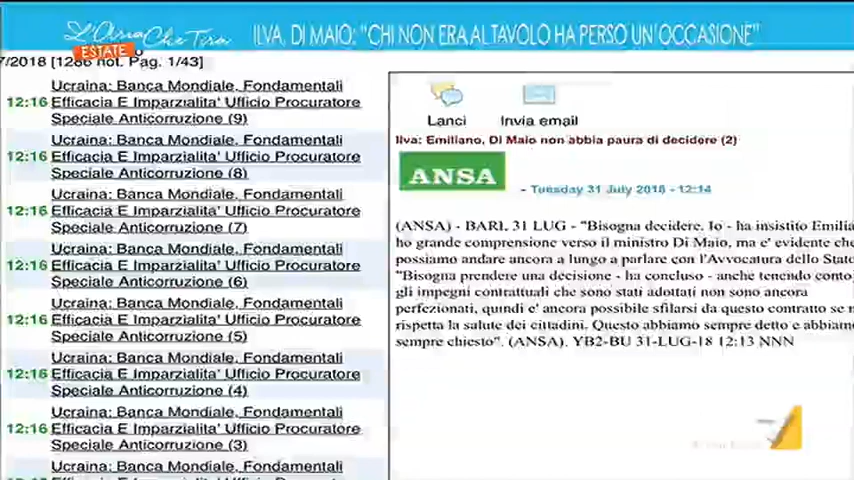 L'Aria Che Tira
ESTATE
ILVA, DI MAIO: "CHI NON ERA AL TAVOLO HA PERSO UN'OCCASIONE"
7/2018 [1286 not. Pag. 1/43]
12:16 Ucraina: Banca Mondiale, Fondamentali
Efficacia E Imparzialita' Ufficio Procuratore
Speciale Anticorruzione (9)
12:16 Ucraina: Banca Mondiale, Fondamentali
Efficacia E Imparzialita' Ufficio Procuratore
Speciale Anticorruzione (8)
12:16 Ucraina: Banca Mondiale, Fondamentali
Efficacia E Imparzialita' Ufficio Procuratore
Speciale Anticorruzione (7)
12:16 Ucraina: Banca Mondiale, Fondamentali
Efficacia E Imparzialita' Ufficio Procuratore
Speciale Anticorruzione (6)
12:16 Ucraina: Banca Mondiale, Fondamentali
Efficacia E Imparzialita' Ufficio Procuratore
Speciale Anticorruzione (5)
12:16 Ucraina: Banca Mondiale, Fondamentali
Efficacia E Imparzialita' Ufficio Procuratore
Speciale Anticorruzione (4)
12:16 Ucraina: Banca Mondiale, Fondamentali
Efficacia E Imparzialita' Ufficio Procuratore
Speciale Anticorruzione (3)
Ucraina: Banca Mondiale, Fondamentali
Lanci Invia email
Ilva: Emiliano, Di Maio non abbia paura di decidere (2)
ANSA - Tuesday 31 July 2018 - 12:14
(ANSA) - BARI, 31 LUG - "Bisogna decidere. Io - ha insistito Emilia
ho grande comprensione verso il ministro Di Maio, ma e' evidente che
possiamo andare ancora a lungo a parlare con l'Avvocatura dello Stato
"Bisogna prendere una decisione - ha concluso - anche tenendo conto
gli impegni contrattuali che sono stati adottati non sono ancora
perfezionati, quindi e' ancora possibile sfilarsi da questo contratto se n
rispetta la salute dei cittadini. Questo abbiamo sempre detto e abbiam
sempre chiesto". (ANSA). YB2-BU 31-LUG-18 12:13 NNN